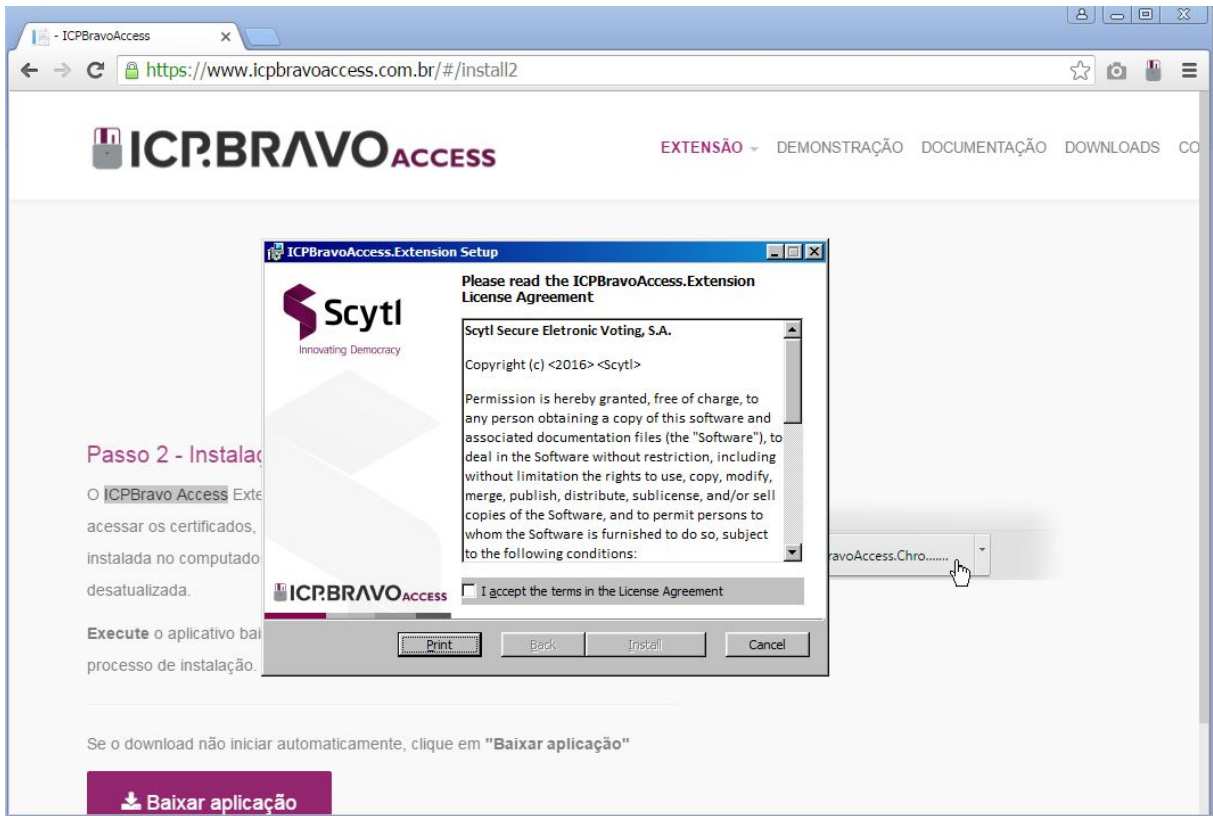 - ICPBravoAccess
https://www.icpbravoaccess.com.br/#/install2
ICP.BRAVO ACCESS
EXTENSÃO DEMONSTRAÇÃO DOCUMENTAÇÃO DOWNLOADS CO
ICPBravoAccess.Extension Setup
Scytl
Innovating Democracy
Please read the ICPBravoAccess.Extension
License Agreement
Scytl Secure Eletronic Voting, S.A.
Copyright (c) <2016> <Scytl>
Permission is hereby granted, free of charge, to
any person obtaining a copy of this software and
associated documentation files (the "Software"), to
deal in the Software without restriction, including
without limitation the rights to use, copy, modify,
merge, publish, distribute, sublicense, and/or sell
copies of the Software, and to permit persons to
whom the Software is furnished to do so, subject
to the following conditions:
ICP.BRAVO ACCESS
I accept the terms in the License Agreement
Print Back Install Cancel
Passo 2 - Instalaç
O ICPBravo Access Exte
acessar os certificados,
instalada no computado
desatualizada.
Execute o aplicativo bai
processo de instalação.
ravoAccess.Chro.......
Se o download não iniciar automaticamente, clique em "Baixar aplicação"
Baixar aplicação